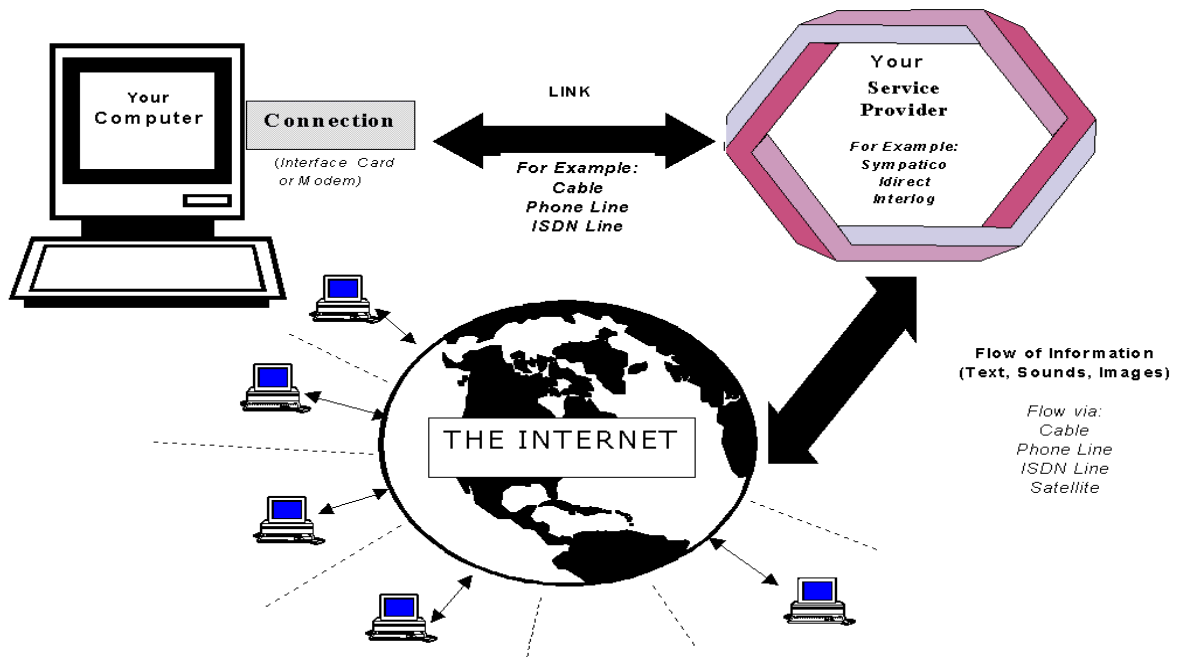 Your
Computer
Connection
(Interface Card
or Modem)
LINK
For Example:
Cable
Phone Line
ISDN Line
Your
Service
Provider
For Example:
Sympatico
Idirect
Interlog
THE INTERNET
Flow of Information
(Text, Sounds, Images)
Flow via:
Cable
Phone Line
ISDN Line
Satellite